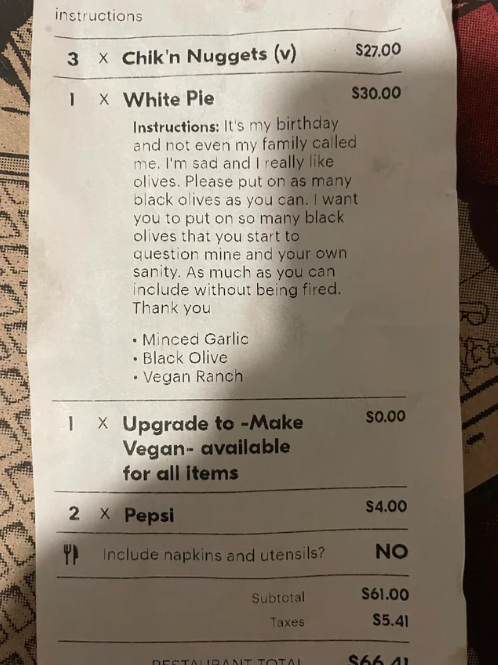 instructions
3 x Chik'n Nuggets (v) $27.00
1 x White Pie $30.00
Instructions: It's my birthday
and not even my family called
me. I'm sad and I really like
olives. Please put on as many
black olives as you can. I want
you to put on so many black
olives that you start to
question mine and your own
sanity. As much as you can
include without being fired.
Thank you
• Minced Garlic
• Black Olive
• Vegan Ranch
1 x Upgrade to -Make $0.00
Vegan- available
for all items
2 x Pepsi $4.00
Include napkins and utensils? NO
Subtotal $61.00
Taxes $5.41
RESTAURANT TOTAL $66.41